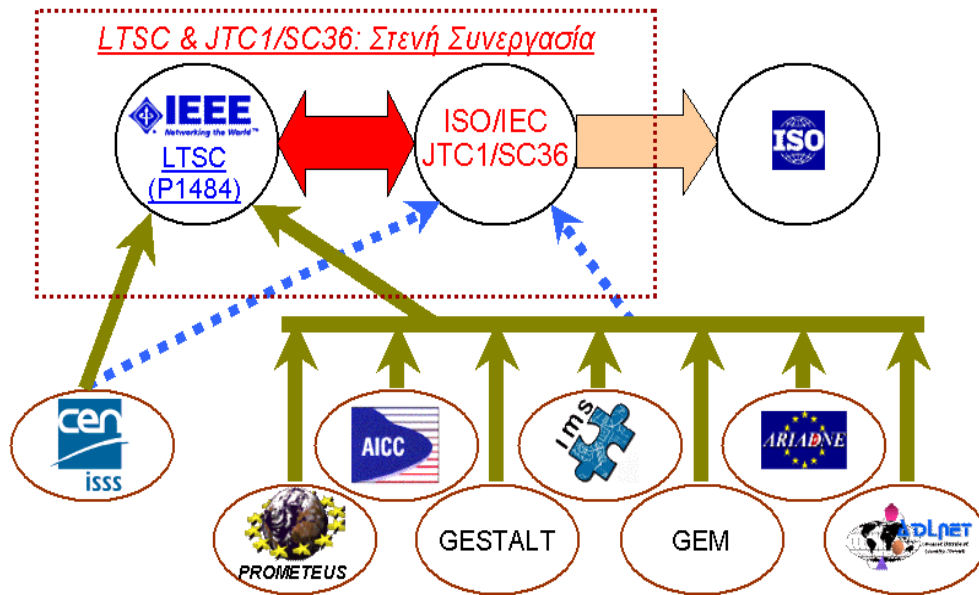 LTSC & JTC1/SC36: Στενή Συνεργασία
IEEE
Networking the World™
LTSC
(P1484)
ISO/IEC
JTC1/SC36
ISO
cen
isss
AICC
ims
ARIADNE
PROMETEUS
GESTALT
GEM
ADLNET